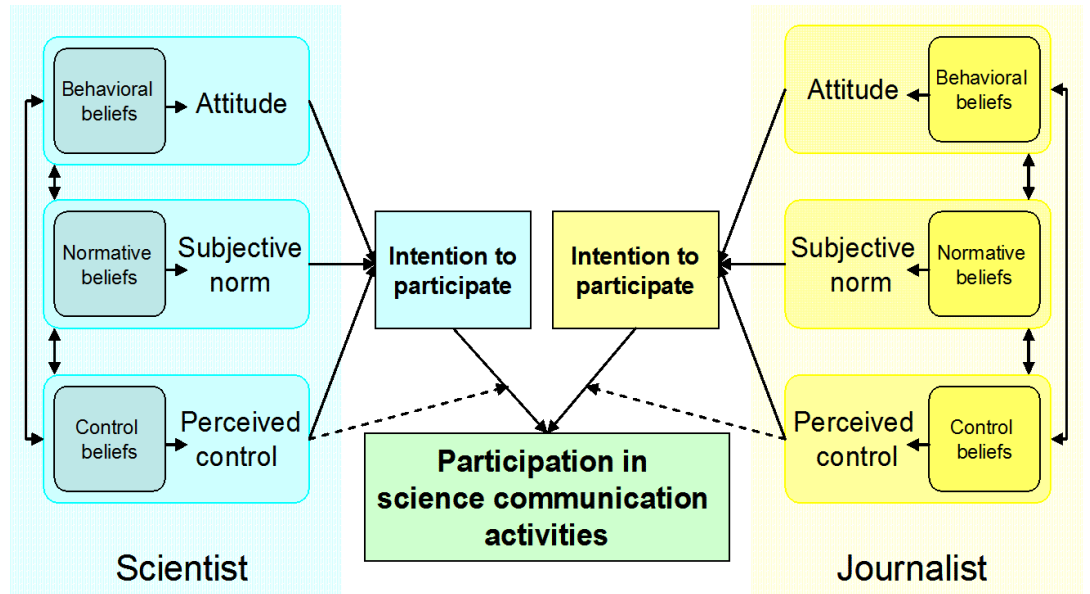 Behavioral
beliefs
Attitude
Normative
beliefs
Subjective
norm
Control
beliefs
Perceived
control
Scientist
Intention to
participate
Intention to
participate
Participation in
science communication
activities
Attitude
Behavioral
beliefs
Subjective
norm
Normative
beliefs
Perceived
control
Control
beliefs
Journalist